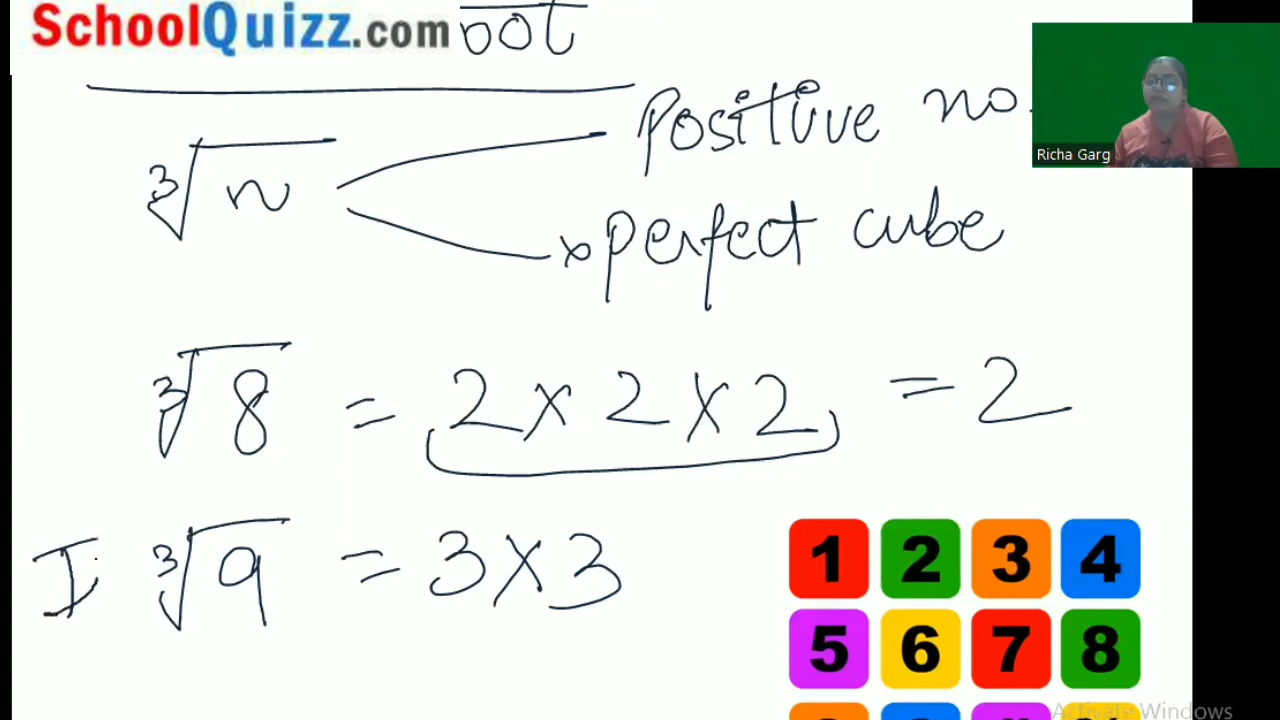 SchoolQuizz.com oot
Richa Garg
∛n
Positive no.
× perfect cube
∛8 = 2 × 2 × 2 = 2
I ∛9 = 3 × 3
1 2 3 4
5 6 7 8
Activate Windows